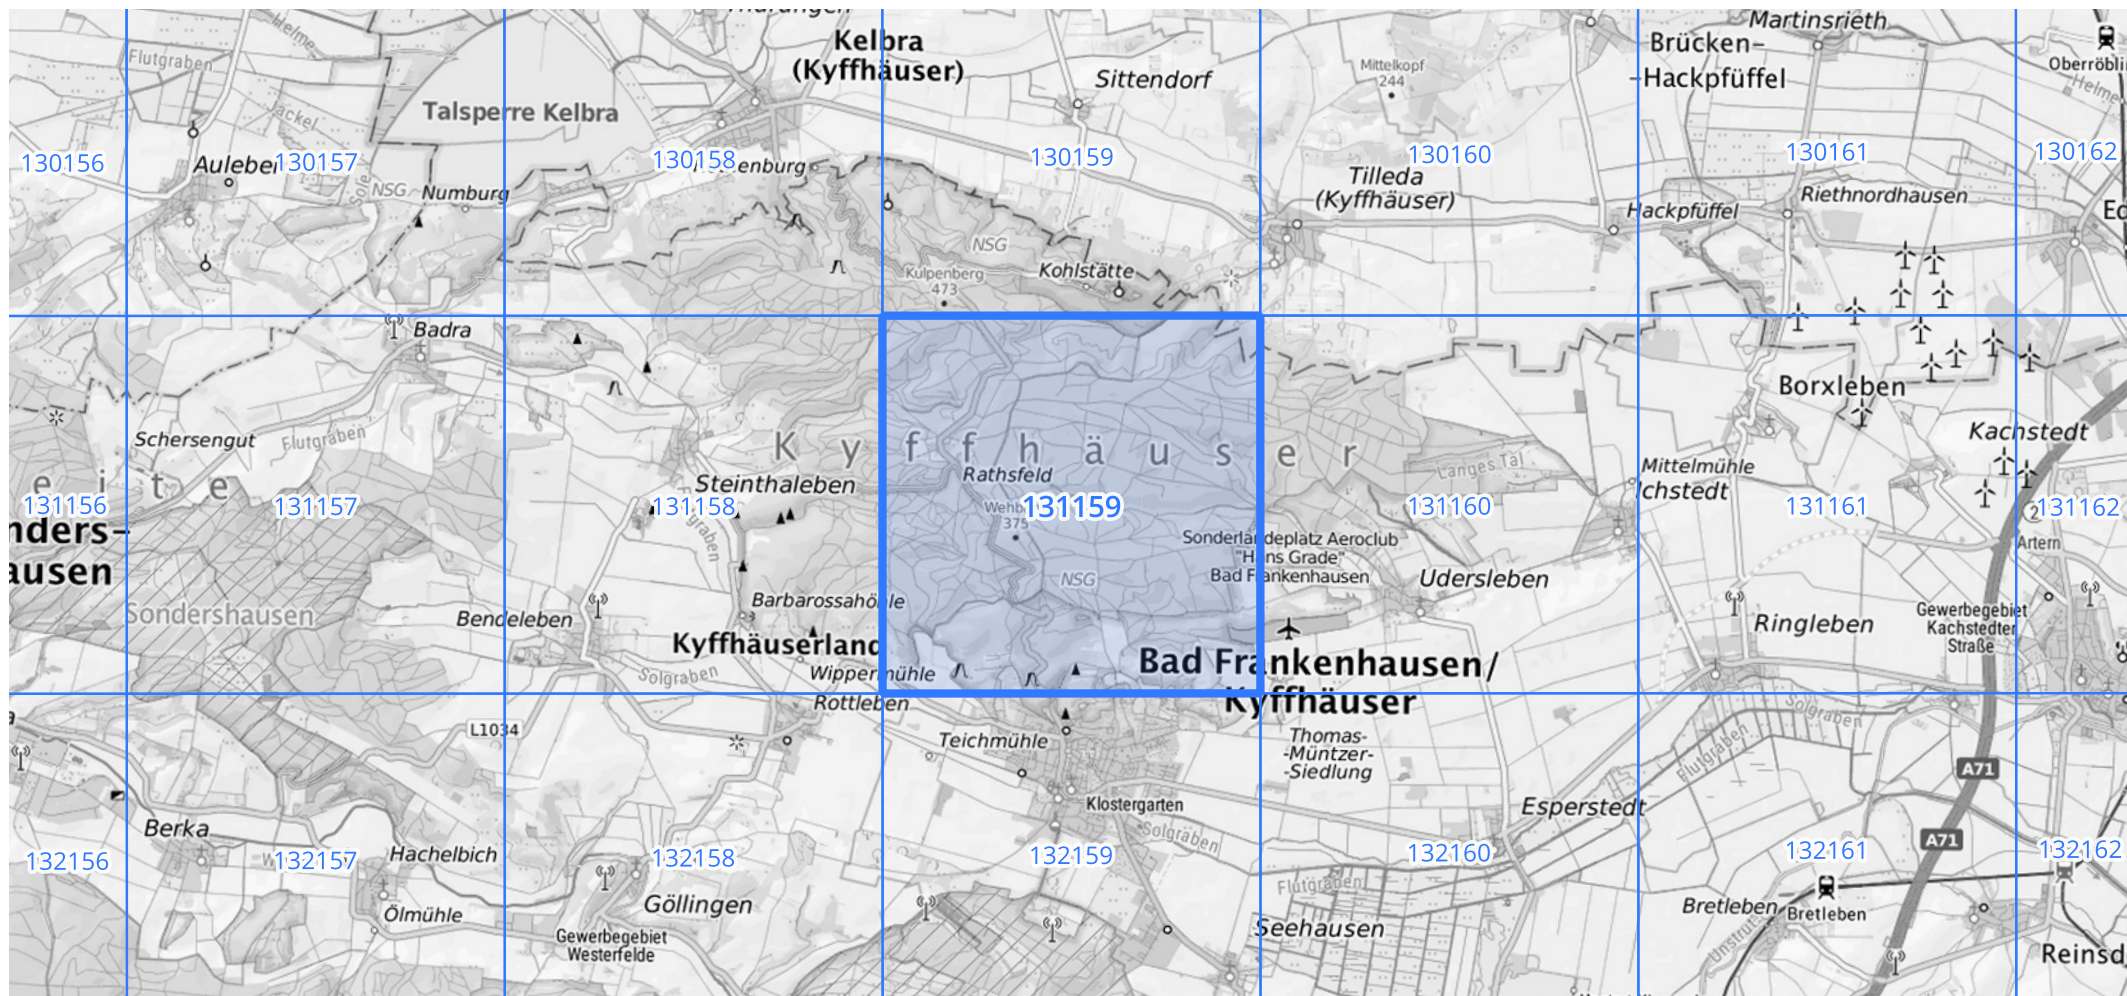 Helme
Flutgraben
Talsperre Kelbra
Kelbra
(Kyffhäuser)
Sittendorf
Mittelkopf
244
Martinsrieth
Brücken-
-Hackpfüffel
Helme
130156
Aulebe
130157
NSG
Numburg
130158
130159
130160
130161
130162
Tilleda
(Kyffhäuser)
Hackpfüffel
Riethnordhausen
NSG
Kulpenberg
473
Kohlstätte
Badra
Schersengut
Flutgraben
Kyffhäuser
Steinthaleben
Rathsfeld
375
Langes Tal
Borxleben
Kachstedt
Mittelmühle
Ichstedt
131156
131157
131158
131159
131160
131161
131162
2
Artern
Sonderlandeplatz Aeroclub
"Hans Grade"
Bad Frankenhausen
Udersleben
NSG
Sondershausen
Bendeleben
Barbarossahöhle
Kyffhäuserland
Solgraben
Wippermühle
Bad Frankenhausen/
Kyffhäuser
Ringleben
Gewerbegebiet
Kachstedter
Straße
Rottleben
L1034
Teichmühle
Thomas-
-Müntzer-
-Siedlung
Solgraben
Flutgraben
A71
Klostergarten
Solgraben
Esperstedt
A71
Berka
Hachelbich
132156
132157
132158
132159
132160
132161
132162
Ölmühle
Göllingen
Gewerbegebiet
Westerfelde
Flutgraben
Seehausen
Bretleben
Bretleben
Unstrut
Reinsd